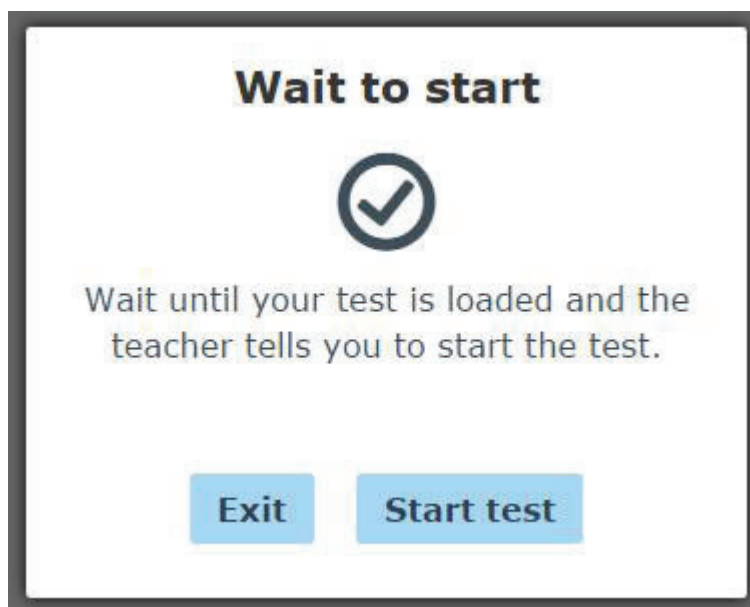 Wait to start
Wait until your test is loaded and the
teacher tells you to start the test.
Exit
Start test